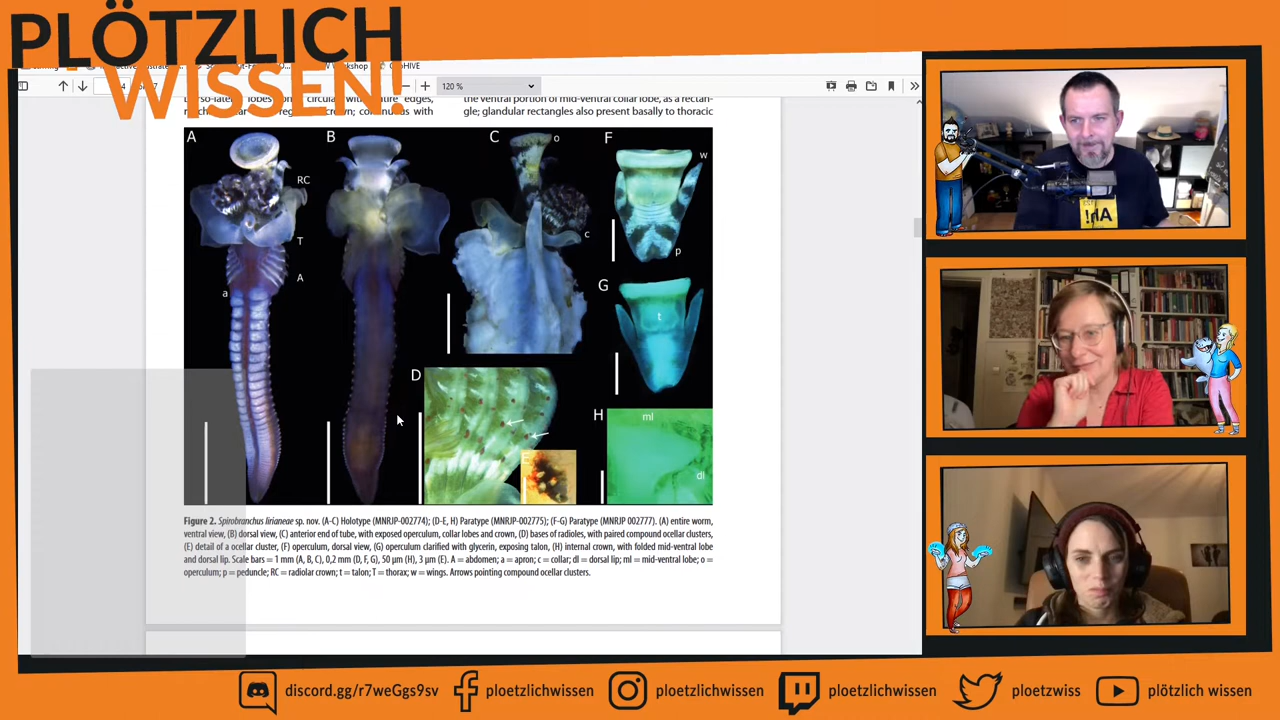 PLÖTZLICH
WISSEN!
120 %
entire edges,
the ventral portion of mid-ventral collar lobe, as a rectan-
with
gle; glandular rectangles also present basally to thoracic
A
B
C
o
F
w
RC
c
p
T
G
A
a
t
D
H
ml
E
dl
Figure 2. Spirobranchus lirianeae sp. nov. (A-C) Holotype (MNRJP-002774); (D-E, H) Paratype (MNRJP-002775); (F-G) Paratype (MNRJP 002777). (A) entire worm,
ventral view, (B) dorsal view, (C) anterior end of tube, with exposed operculum, collar lobes and crown, (D) bases of radioles, with paired compound ocellar clusters,
(E) detail of a ocellar cluster, (F) operculum, dorsal view, (G) operculum clarified with glycerin, exposing talon, (H) internal crown, with folded mid-ventral lobe
and dorsal lip. Scale bars = 1 mm (A, B, C), 0,2 mm (D, F, G), 50 µm (H), 3 µm (E). A = abdomen; a = apron; c = collar; dl = dorsal lip; ml = mid-ventral lobe; o =
operculum; p = peduncle; RC = radiolar crown; t = talon; T = thorax; w = wings. Arrows pointing compound ocellar clusters.
discord.gg/r7weGgs9sv
ploetzlichwissen
ploetzlichwissen
ploetzlichwissen
ploetzwiss
plötzlich wissen